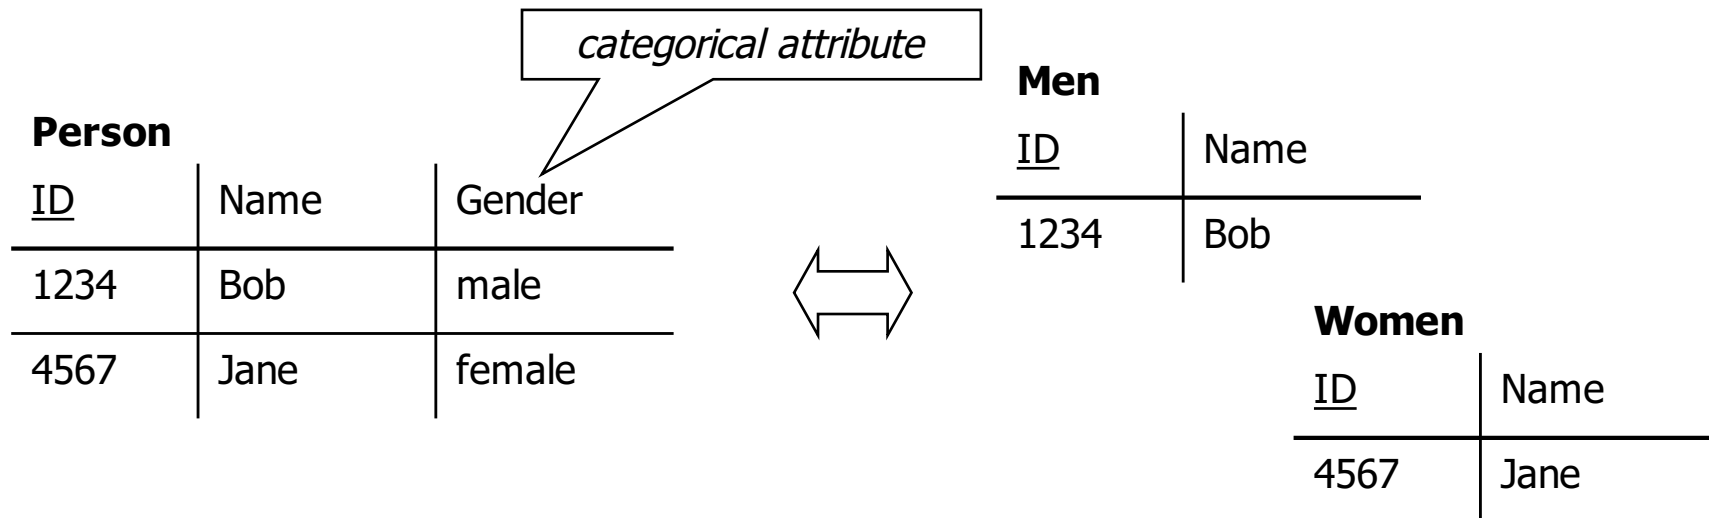 categorical attribute
Person
ID Name Gender
1234 Bob male
4567 Jane female
Men
ID Name
1234 Bob
Women
ID Name
4567 Jane